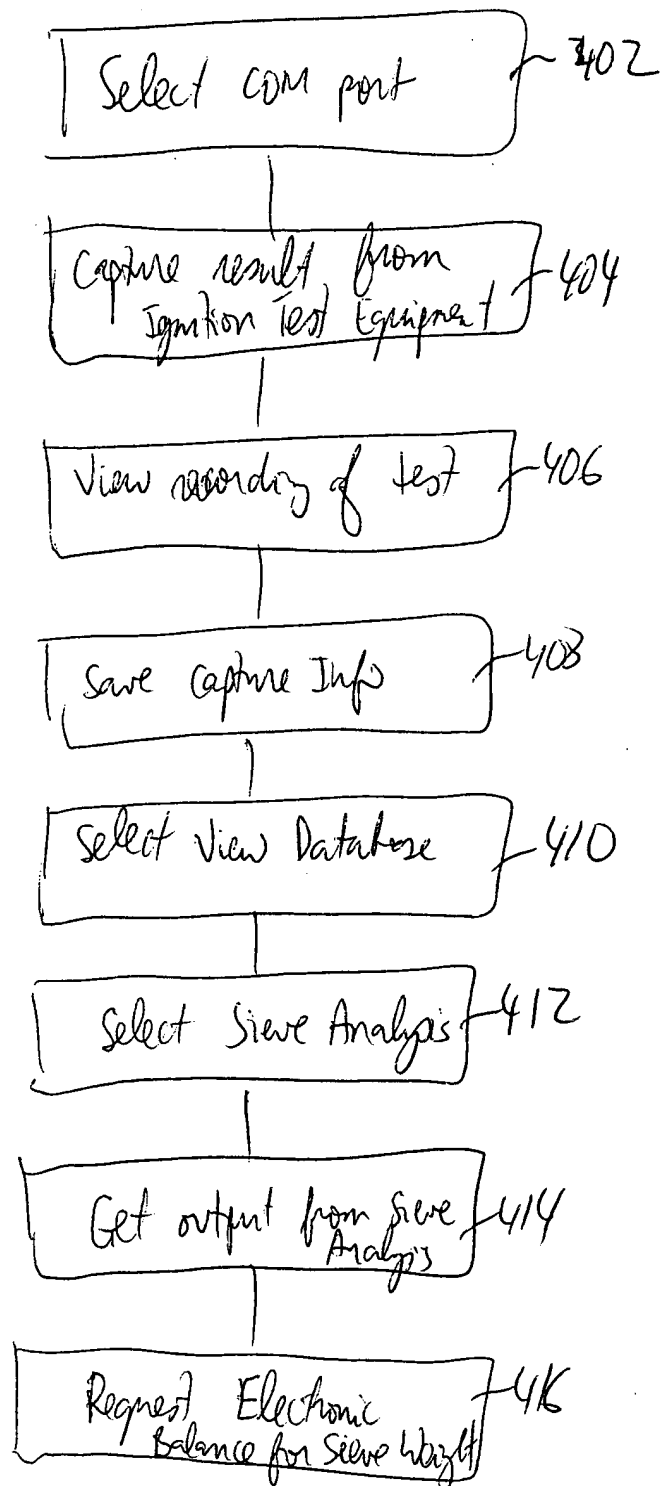 Select COM port
402
Capture result from
Ignition Test Equipment
404
View recording of test
406
Save Capture Info
408
Select View Database
410
Select Sieve Analysis
412
Get output from Sieve
Analysis
414
Request Electronic
Balance for Sieve Weight
416